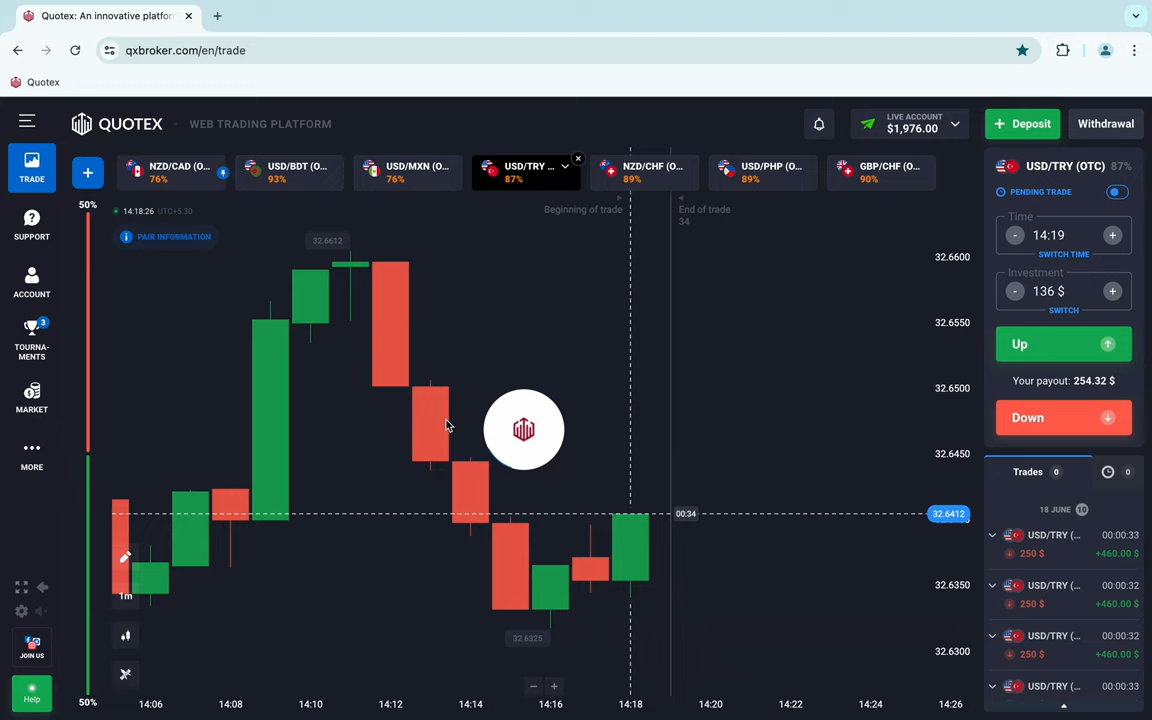 Quotex: An innovative platfor
qxbroker.com/en/trade
Quotex
QUOTEX
WEB TRADING PLATFORM
LIVE ACCOUNT
$1,976.00
+ Deposit
Withdrawal
TRADE
SUPPORT
ACCOUNT
3
TOURNA-
MENTS
MARKET
MORE
JOIN US
Help
+
NZD/CAD (O...
76%
USD/BDT (O...
93%
USD/MXN (O...
76%
USD/TRY ...
87%
NZD/CHF (O...
89%
USD/PHP (O...
89%
GBP/CHF (O...
90%
50%
14:18:26 UTC+5:30
PAIR INFORMATION
Beginning of trade
End of trade
34
32.6612
32.6600
32.6550
32.6500
32.6450
00:34
32.6412
32.6350
32.6325
32.6300
1m
50%
14:06
14:08
14:10
14:12
14:14
14:16
14:18
14:20
14:22
14:24
14:26
USD/TRY (OTC) 87%
PENDING TRADE
Time
- 14:19 +
SWITCH TIME
Investment
- 136 $ +
SWITCH
Up
Your payout: 254.32 $
Down
Trades 0
0
18 JUNE 10
USD/TRY (... 00:00:33
250 $ +460.00 $
USD/TRY (... 00:00:32
250 $ +460.00 $
USD/TRY (... 00:00:32
250 $ +460.00 $
USD/TRY (... 00:00:33